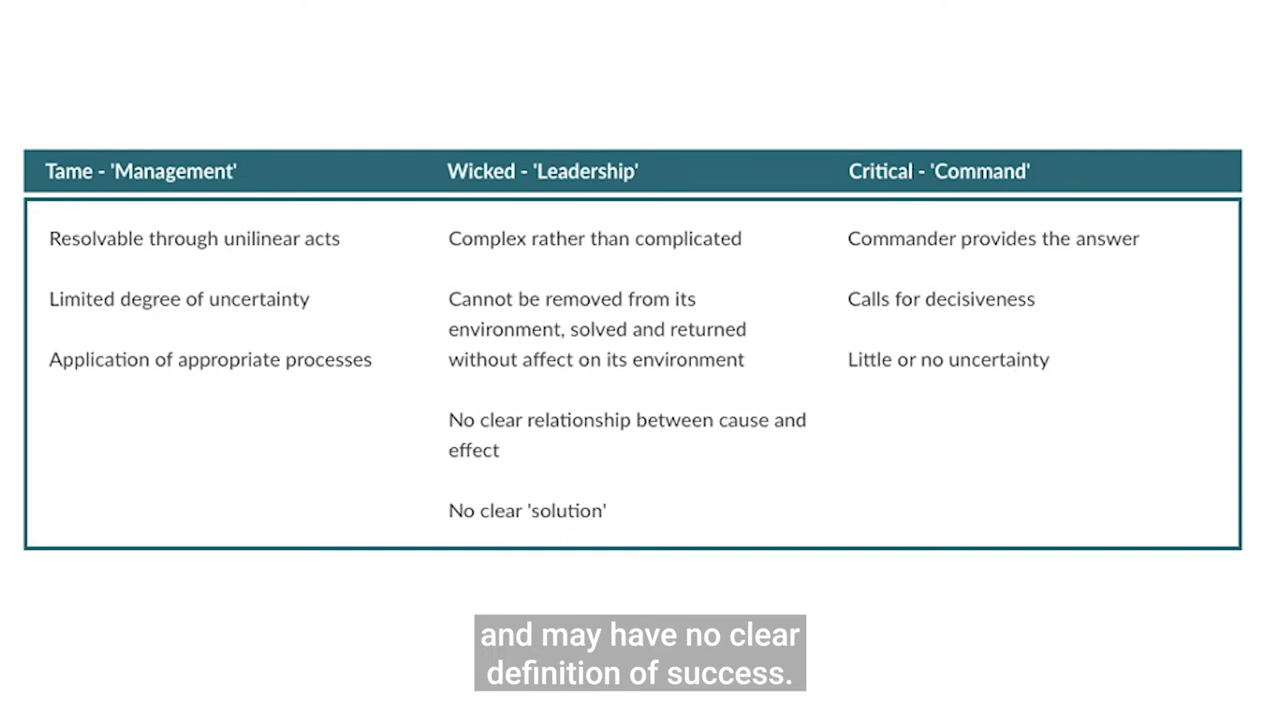 Tame - 'Management'
Wicked - 'Leadership'
Critical - 'Command'
Resolvable through unilinear acts
Limited degree of uncertainty
Application of appropriate processes
Complex rather than complicated
Cannot be removed from its
environment, solved and returned
without affect on its environment
No clear relationship between cause and
effect
No clear 'solution'
Commander provides the answer
Calls for decisiveness
Little or no uncertainty
and may have no clear
definition of success.